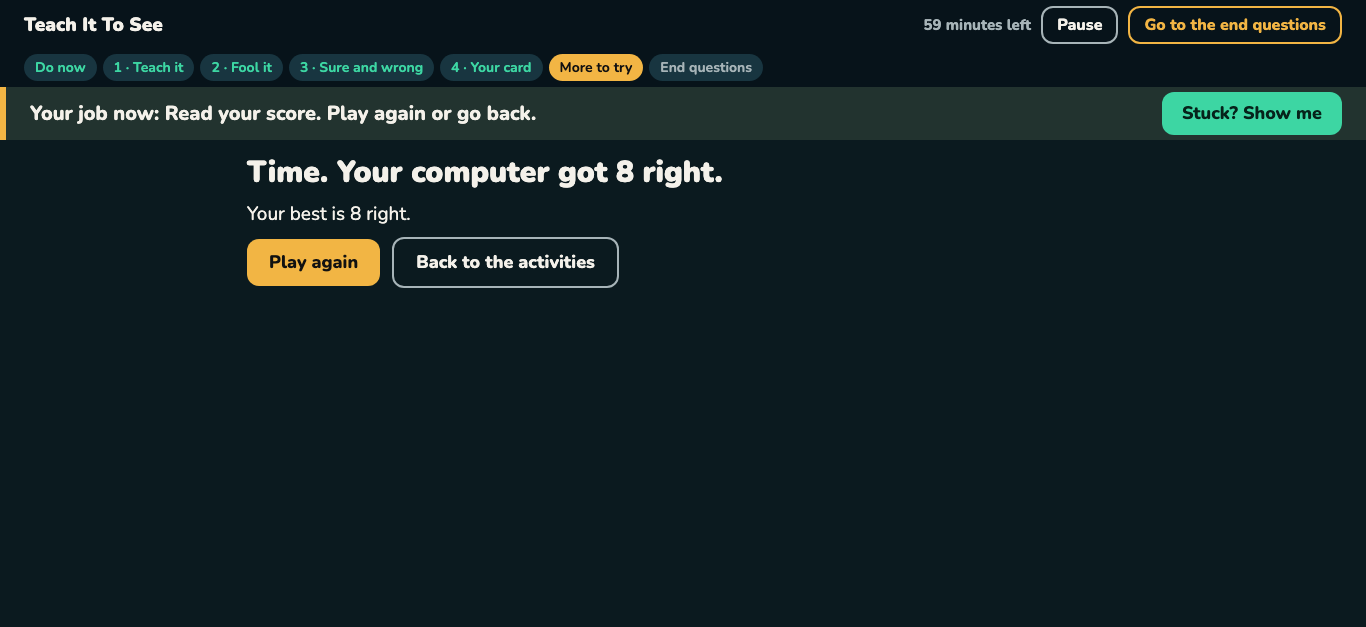 Teach It To See
59 minutes left
Pause
Go to the end questions
Do now
1 · Teach it
2 · Fool it
3 · Sure and wrong
4 · Your card
More to try
End questions
Your job now: Read your score. Play again or go back.
Stuck? Show me
Time. Your computer got 8 right.
Your best is 8 right.
Play again
Back to the activities